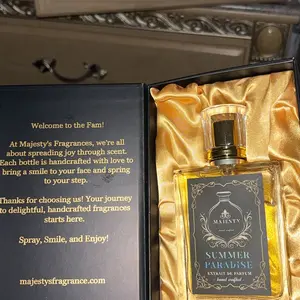 Welcome to the Fam!
At Majesty's Fragrances, we're all
about spreading joy through scent.
Each bottle is handcrafted with love to
bring a smile to your face and spring
to your step.
Thanks for choosing us! Your journey
to delightful, handcrafted fragrances
starts here.
Spray, Smile, and Enjoy!
majestysfragrance.com
MAJESTY
SUMMER
PARADISE
EXTRAIT DE PARFUM
hand crafted